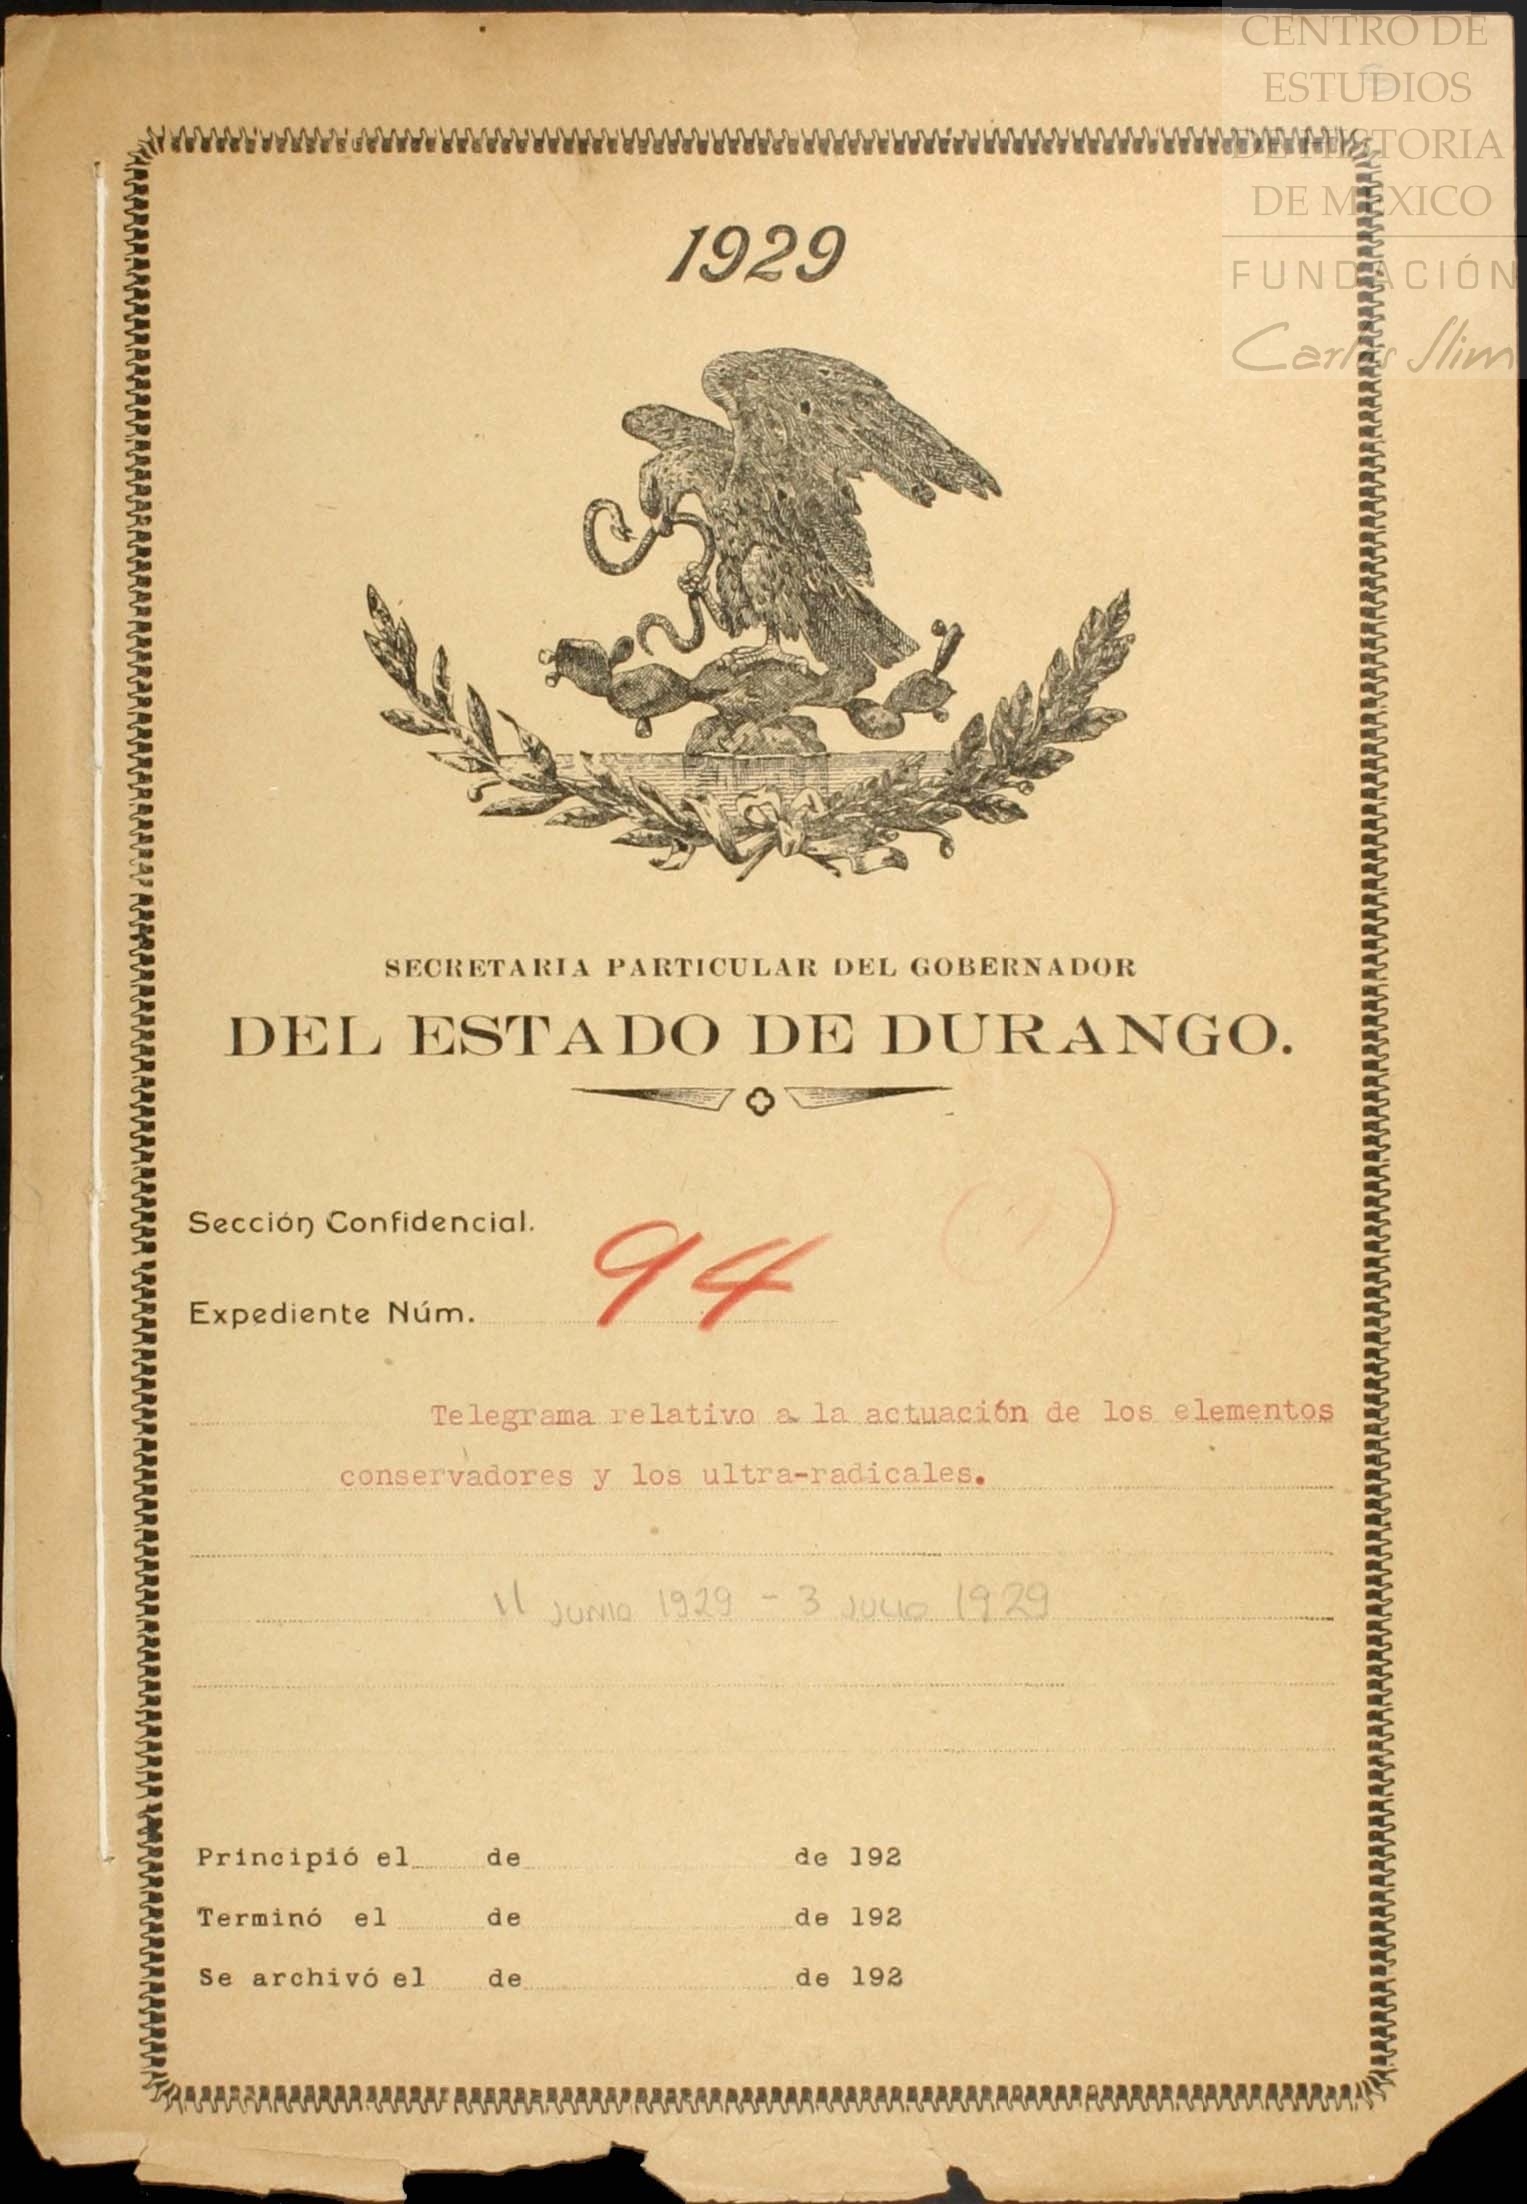 CENTRO DE
ESTUDIOS
DE HISTORIA
DE MEXICO
FUNDACIÓN
Carlos Slim
1929
SECRETARIA PARTICULAR DEL GOBERNADOR
DEL ESTADO DE DURANGO.
Sección Confidencial.
Expediente Núm. 94
Telegrama relativo a la actuación de los elementos
conservadores y los ultra-radicales.
11 JUNIO 1929 - 3 JULIO 1929
Principió el de de 192
Terminó el de de 192
Se archivó el de de 192